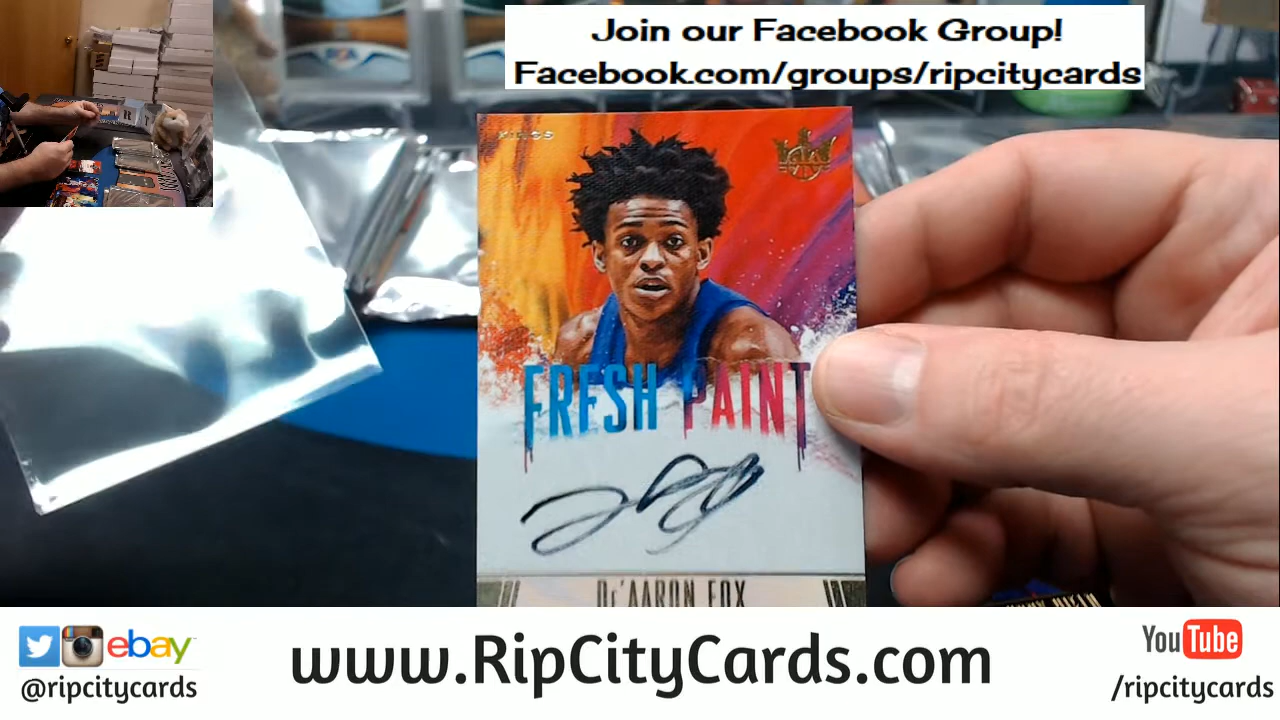 Join our Facebook Group!
Facebook.com/groups/ripcitycards
FRESH PAINT
DE'AARON FOX
ebay
@ripcitycards
www.RipCityCards.com
YouTube
/ripcitycards